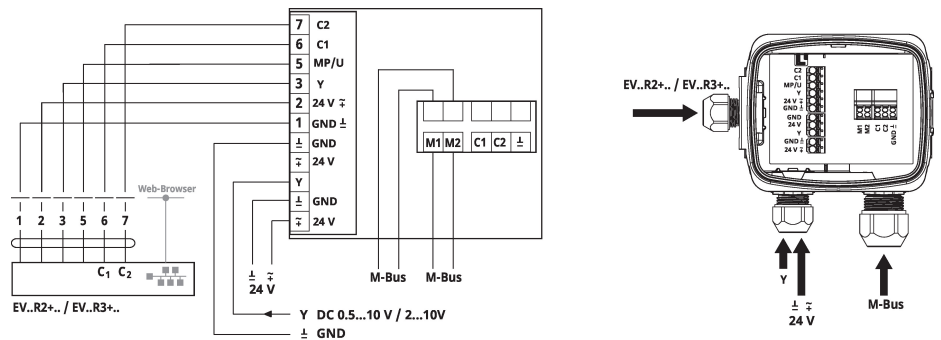 7 C2
6 C1
5 MP/U
3 Y
2 24 V ⍨
1 GND ⏊
⏊ GND
⍨ 24 V
Y
⏊ GND
⍨ 24 V
M1 M2 C1 C2 ⏊
Web-Browser
1 2 3 5 6 7
C1 C2
EV..R2+.. / EV..R3+..
⏊ ⍨
24 V
M-Bus M-Bus
Y DC 0.5...10 V / 2...10V
⏊ GND
EV..R2+.. / EV..R3+..
C2
C1
MP/U
Y
24 V ⍨
GND ⏊
GND
24 V
Y
GND ⏊
24 V ⍨
M1
M2
C1
C2
GND ⏊
Y
⏊ ⍨
24 V
M-Bus